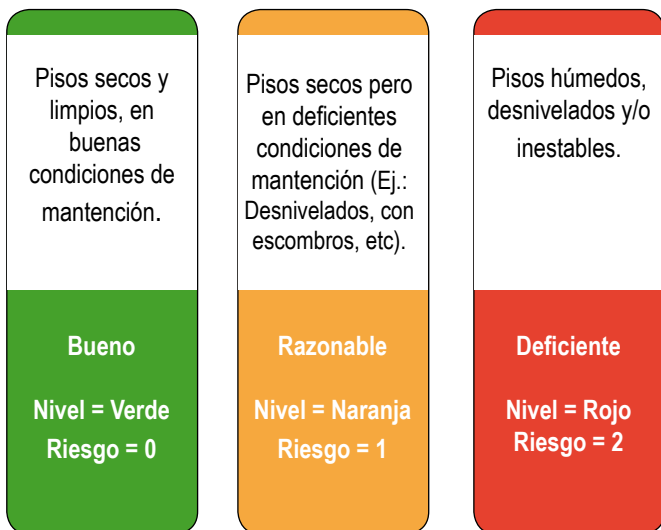 Pisos secos y
limpios, en
buenas
condiciones de
mantención.
Bueno
Nivel = Verde
Riesgo = 0
Pisos secos pero
en deficientes
condiciones de
mantención (Ej.:
Desnivelados, con
escombros, etc).
Razonable
Nivel = Naranja
Riesgo = 1
Pisos húmedos,
desnivelados y/o
inestables.
Deficiente
Nivel = Rojo
Riesgo = 2